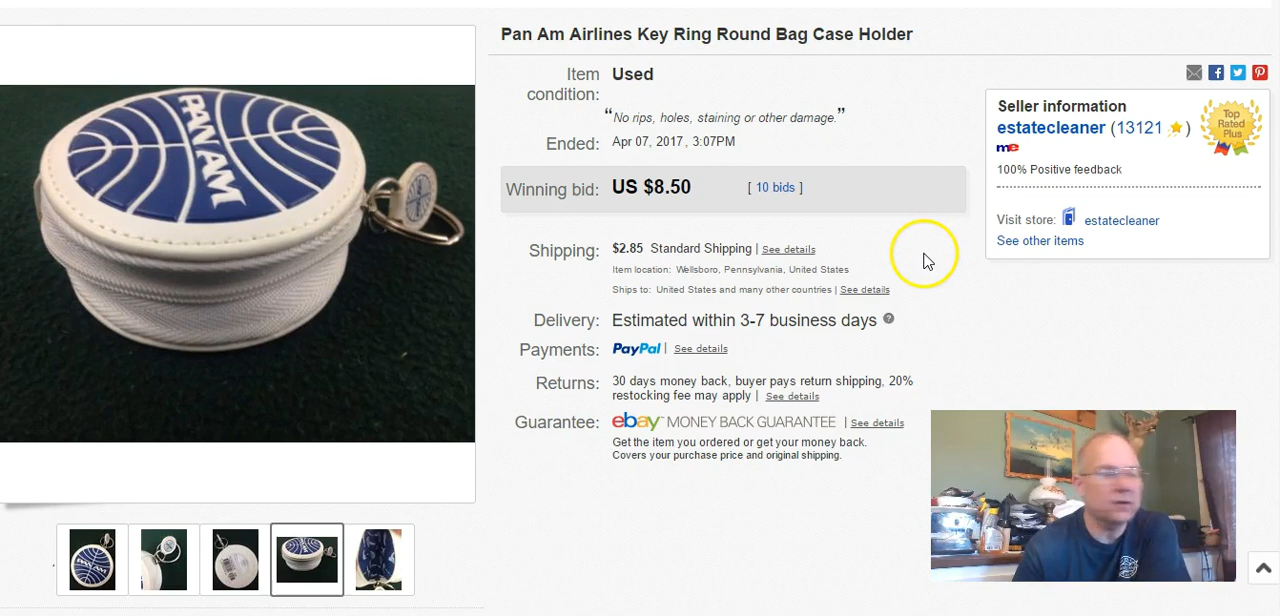 Pan Am Airlines Key Ring Round Bag Case Holder
Item condition:
Used
“No rips, holes, staining or other damage.”
Ended:
Apr 07, 2017 , 3:07PM
Winning bid:
US $8.50
[ 10 bids ]
Shipping:
$2.85 Standard Shipping | See details
Item location: Wellsboro, Pennsylvania, United States
Ships to: United States and many other countries | See details
Delivery:
Estimated within 3-7 business days ?
Payments:
PayPal | See details
Returns:
30 days money back, buyer pays return shipping, 20%
restocking fee may apply | See details
Guarantee:
ebay MONEY BACK GUARANTEE | See details
Get the item you ordered or get your money back.
Covers your purchase price and original shipping.
Seller information
estatecleaner (13121 )
me
100% Positive feedback
Visit store: estatecleaner
See other items
Top
Rated
Plus
PAN AM
PAN AM